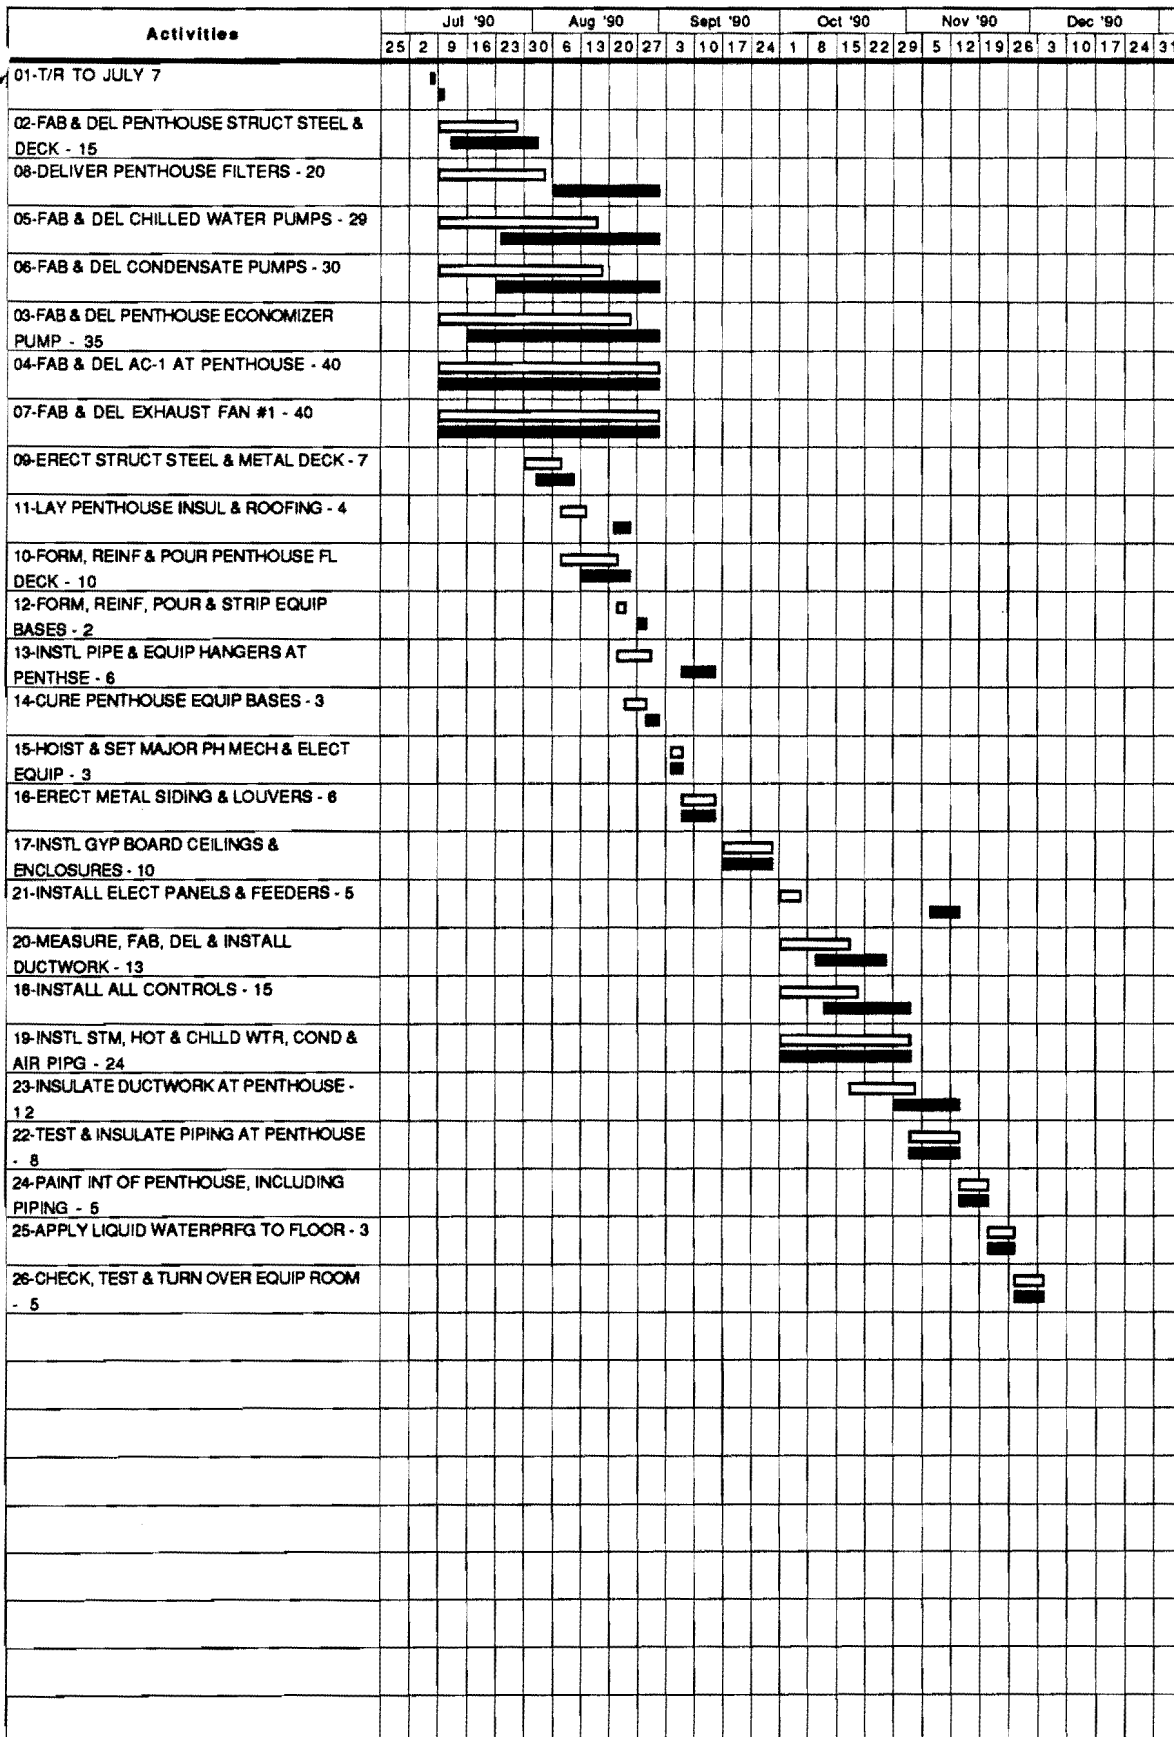 Activities
Jul '90 Aug '90 Sept '90 Oct '90 Nov '90 Dec '90
25 2 9 16 23 30 6 13 20 27 3 10 17 24 1 8 15 22 29 5 12 19 26 3 10 17 24 31
01-T/R TO JULY 7
02-FAB & DEL PENTHOUSE STRUCT STEEL &
DECK - 15
08-DELIVER PENTHOUSE FILTERS - 20
05-FAB & DEL CHILLED WATER PUMPS - 29
06-FAB & DEL CONDENSATE PUMPS - 30
03-FAB & DEL PENTHOUSE ECONOMIZER
PUMP - 35
04-FAB & DEL AC-1 AT PENTHOUSE - 40
07-FAB & DEL EXHAUST FAN #1 - 40
09-ERECT STRUCT STEEL & METAL DECK - 7
11-LAY PENTHOUSE INSUL & ROOFING - 4
10-FORM, REINF & POUR PENTHOUSE FL
DECK - 10
12-FORM, REINF, POUR & STRIP EQUIP
BASES - 2
13-INSTL PIPE & EQUIP HANGERS AT
PENTHSE - 6
14-CURE PENTHOUSE EQUIP BASES - 3
15-HOIST & SET MAJOR PH MECH & ELECT
EQUIP - 3
16-ERECT METAL SIDING & LOUVERS - 6
17-INSTL GYP BOARD CEILINGS &
ENCLOSURES - 10
21-INSTALL ELECT PANELS & FEEDERS - 5
20-MEASURE, FAB, DEL & INSTALL
DUCTWORK - 13
18-INSTALL ALL CONTROLS - 15
19-INSTL STM, HOT & CHLLD WTR, COND &
AIR PIPG - 24
23-INSULATE DUCTWORK AT PENTHOUSE -
12
22-TEST & INSULATE PIPING AT PENTHOUSE
- 8
24-PAINT INT OF PENTHOUSE, INCLUDING
PIPING - 5
25-APPLY LIQUID WATERPRFG TO FLOOR - 3
26-CHECK, TEST & TURN OVER EQUIP ROOM
- 5